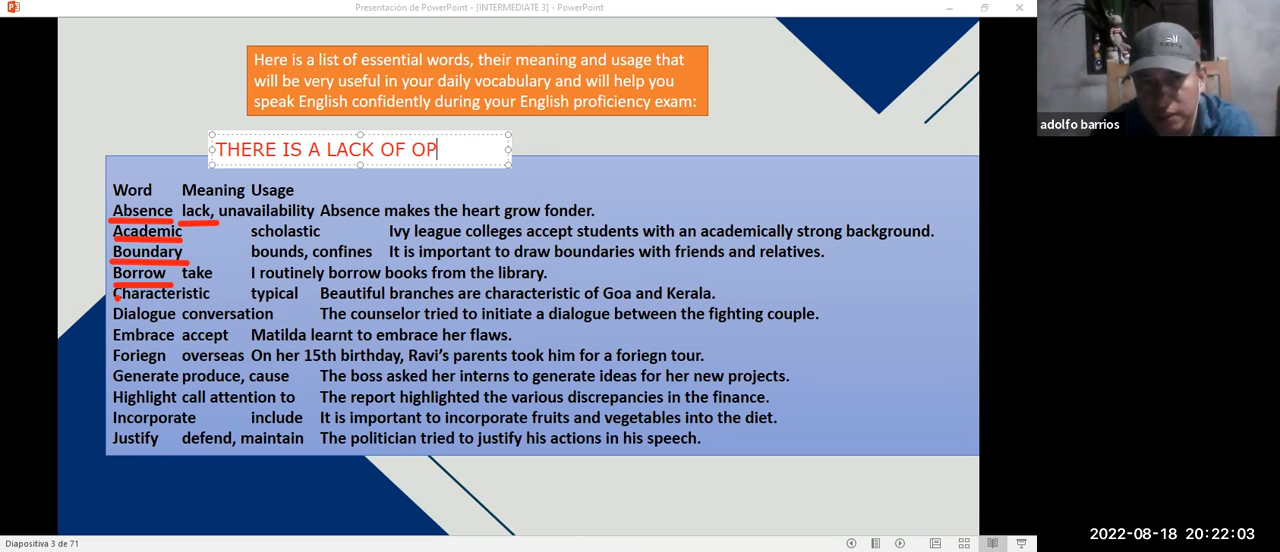 Presentación de PowerPoint - [INTERMEDIATE 3] - PowerPoint
Here is a list of essential words, their meaning and usage that
will be very useful in your daily vocabulary and will help you
speak English confidently during your English proficiency exam:
adolfo barrios
THERE IS A LACK OF OP
Word Meaning Usage
Absence lack, unavailability Absence makes the heart grow fonder.
Academic scholastic Ivy league colleges accept students with an academically strong background.
Boundary bounds, confines It is important to draw boundaries with friends and relatives.
Borrow take I routinely borrow books from the library.
Characteristic typical Beautiful branches are characteristic of Goa and Kerala.
Dialogue conversation The counselor tried to initiate a dialogue between the fighting couple.
Embrace accept Matilda learnt to embrace her flaws.
Foriegn overseas On her 15th birthday, Ravi’s parents took him for a foriegn tour.
Generate produce, cause The boss asked her interns to generate ideas for her new projects.
Highlight call attention to The report highlighted the various discrepancies in the finance.
Incorporate include It is important to incorporate fruits and vegetables into the diet.
Justify defend, maintain The politician tried to justify his actions in his speech.
Diapositiva 3 de 71
2022-08-18 20:22:03